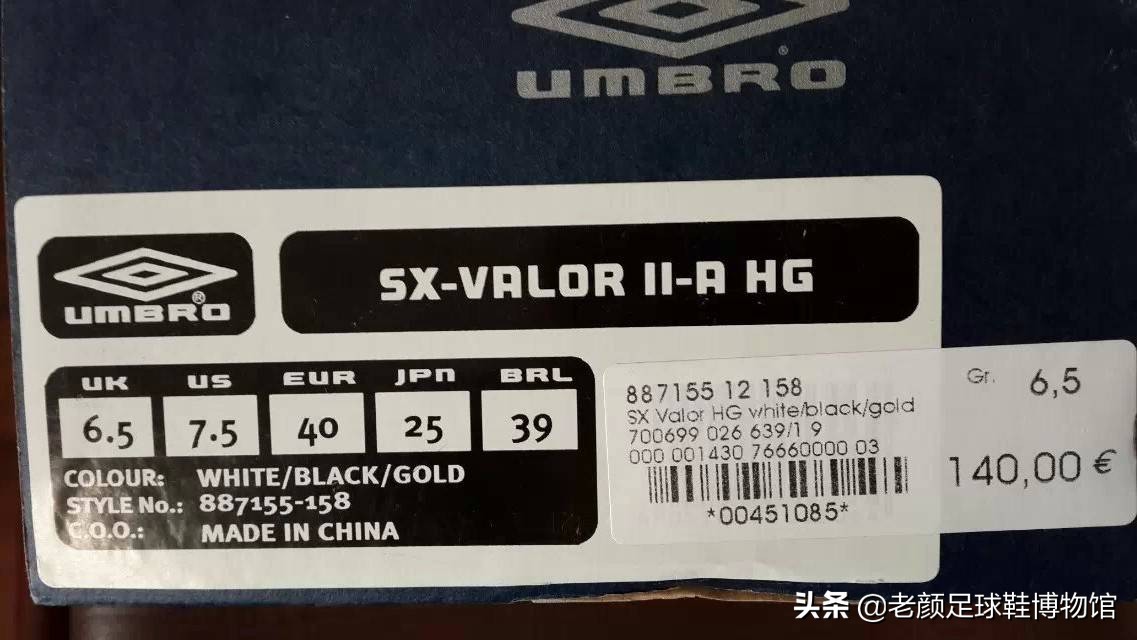 UMBRO
UMBRO®
SX-VALOR II-A HG
UK US EUR JPN BRL
6.5 7.5 40 25 39
COLOUR: WHITE/BLACK/GOLD
STYLE No.: 887155-158
C.O.O.: MADE IN CHINA
887155 12 158
SX Valor HG white/black/gold
700699 026 639/1 9
000 001430 76660000 03
*00451085*
Gr. 6,5
140,00 €
头条 @老颜足球鞋博物馆